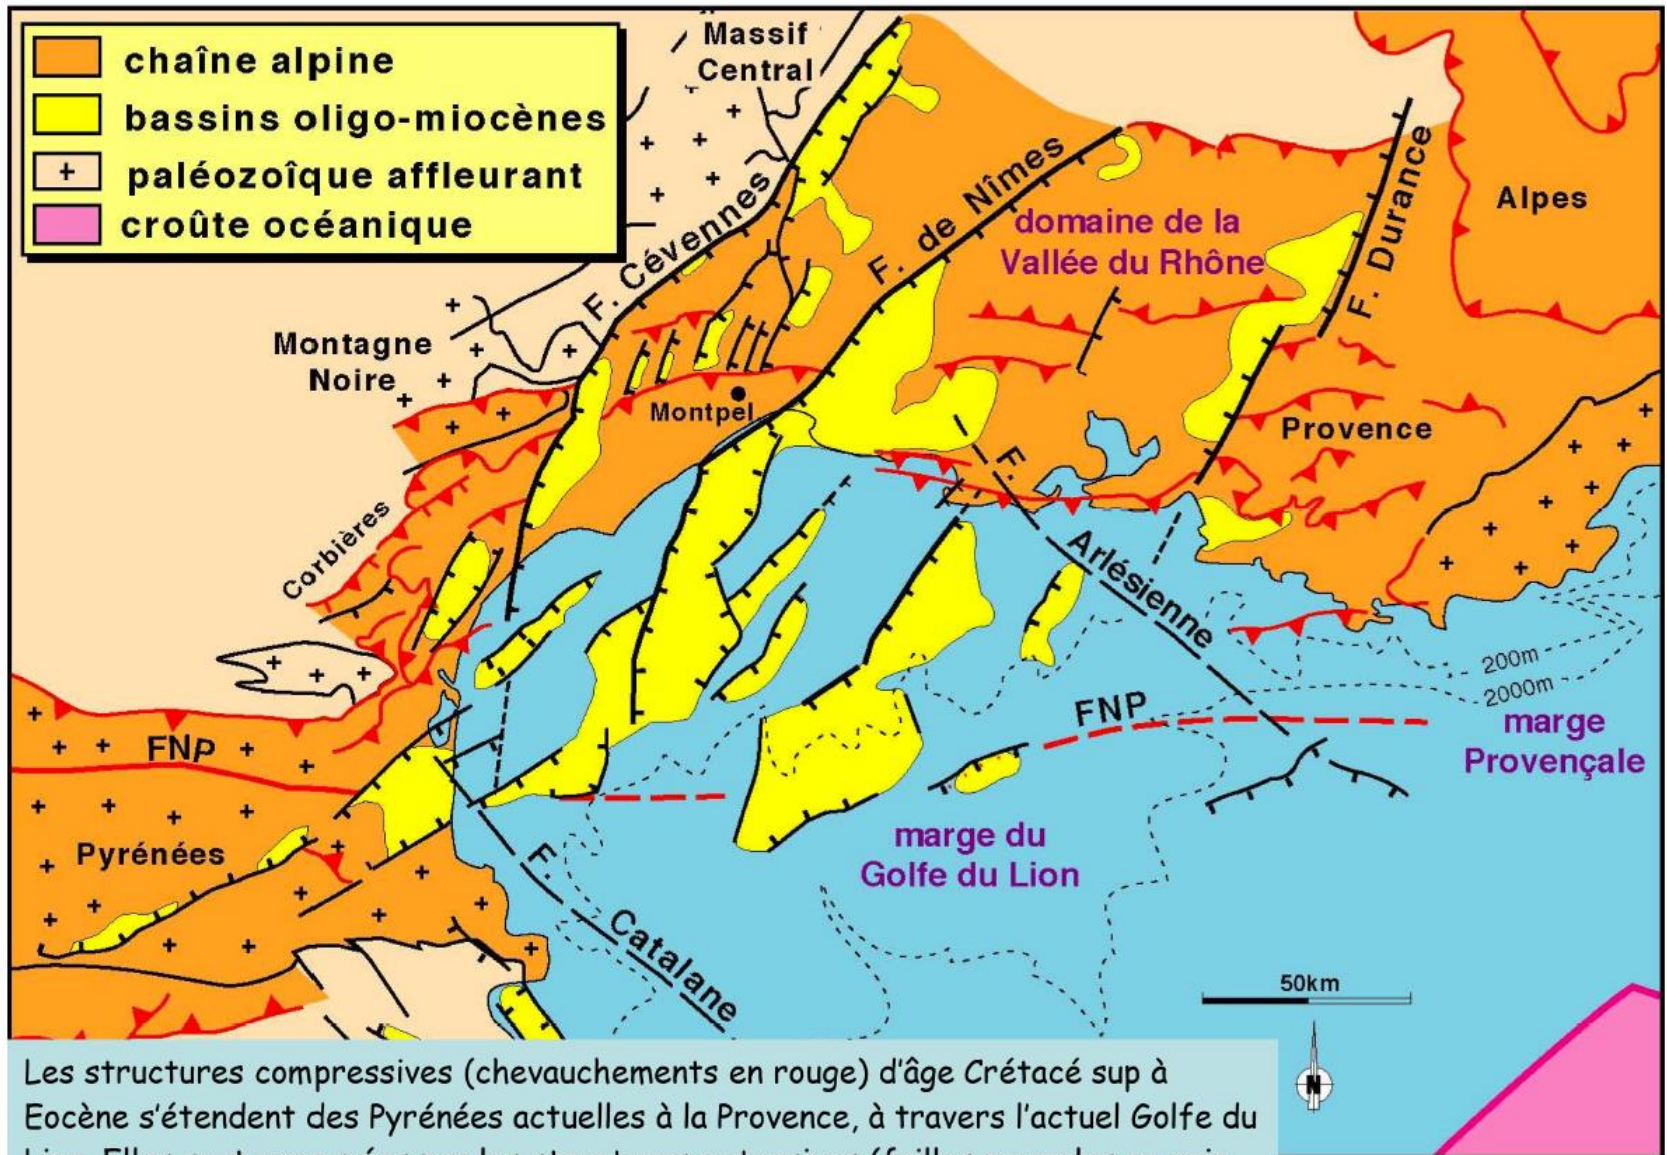 chaîne alpine
bassins oligo-miocènes
+ paléozoîque affleurant
croûte océanique
Massif
Central
F. Cévennes
F. de Nîmes
domaine de la
Vallée du Rhône
F. Durance
Alpes
Montagne
Noire
Montpel.
Provence
Corbières
F. Arlésienne
200m
2000m
FNP
marge
Provençale
FNP
Pyrénées
marge du
Golfe du Lion
F. Catalane
50km
N
Les structures compressives (chevauchements en rouge) d'âge Crétacé sup à
Eocène s'étendent des Pyrénées actuelles à la Provence, à travers l'actuel Golfe du